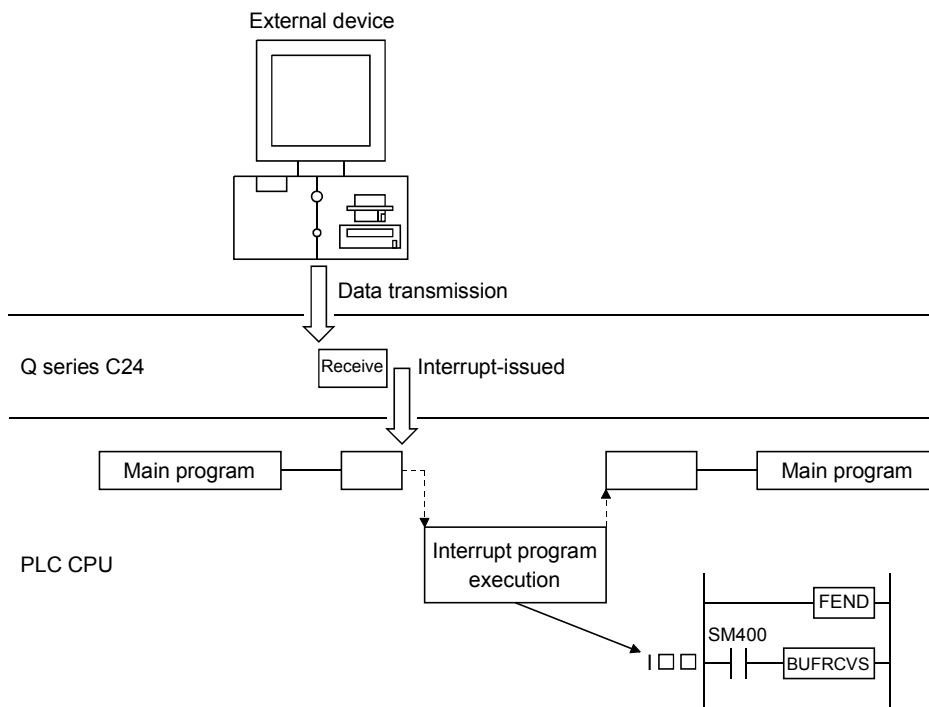 External device
Data transmission
Q series C24
Receive
Interrupt-issued
Main program
Main program
PLC CPU
Interrupt program
execution
FEND
SM400
I□□
BUFRCVS